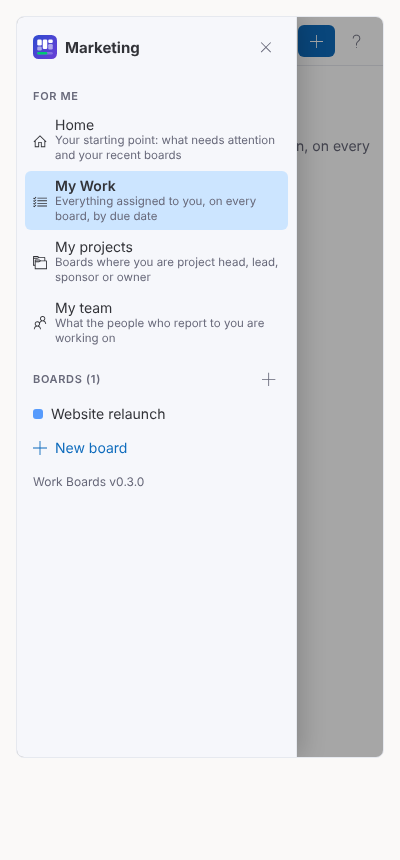 Marketing
FOR ME
Home
Your starting point: what needs attention
and your recent boards
My Work
Everything assigned to you, on every
board, by due date
My projects
Boards where you are project head, lead,
sponsor or owner
My team
What the people who report to you are
working on
BOARDS (1)
Website relaunch
New board
Work Boards v0.3.0
?
, on every